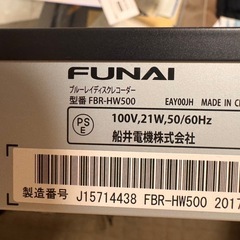 FUNAI
ブルーレイディスクレコーダー
型番 FBR-HW500 EAY00JH MADE IN C
PS
E
100V,21W,50/60Hz
船井電機株式会社
製造番号 J15714438 FBR-HW500 2017